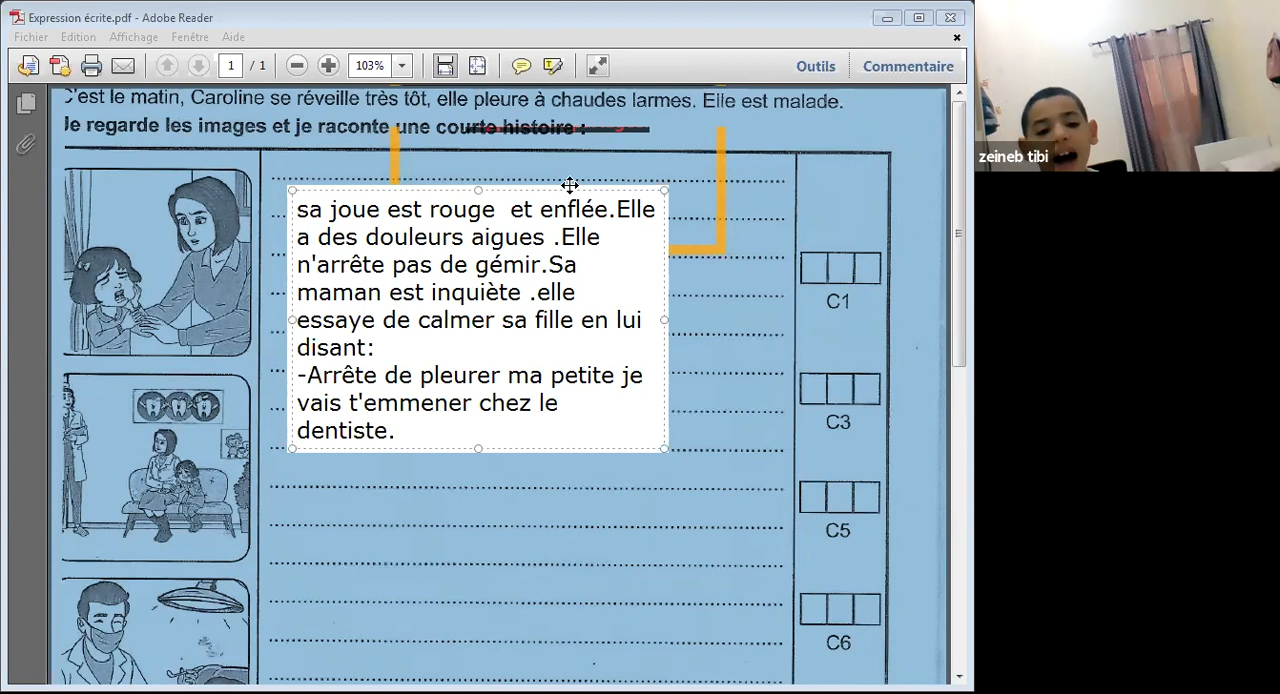 Expression écrite.pdf - Adobe Reader
Fichier Edition Affichage Fenêtre Aide
1 / 1 103% Outils Commentaire
C'est le matin, Caroline se réveille très tôt, elle pleure à chaudes larmes. Elle est malade.
Je regarde les images et je raconte une courte histoire :
zeineb tibi
sa joue est rouge et enflée.Elle
a des douleurs aigues .Elle
n'arrête pas de gémir.Sa
maman est inquiète .elle
essaye de calmer sa fille en lui
disant:
-Arrête de pleurer ma petite je
vais t'emmener chez le
dentiste.
C1
C3
C5
C6